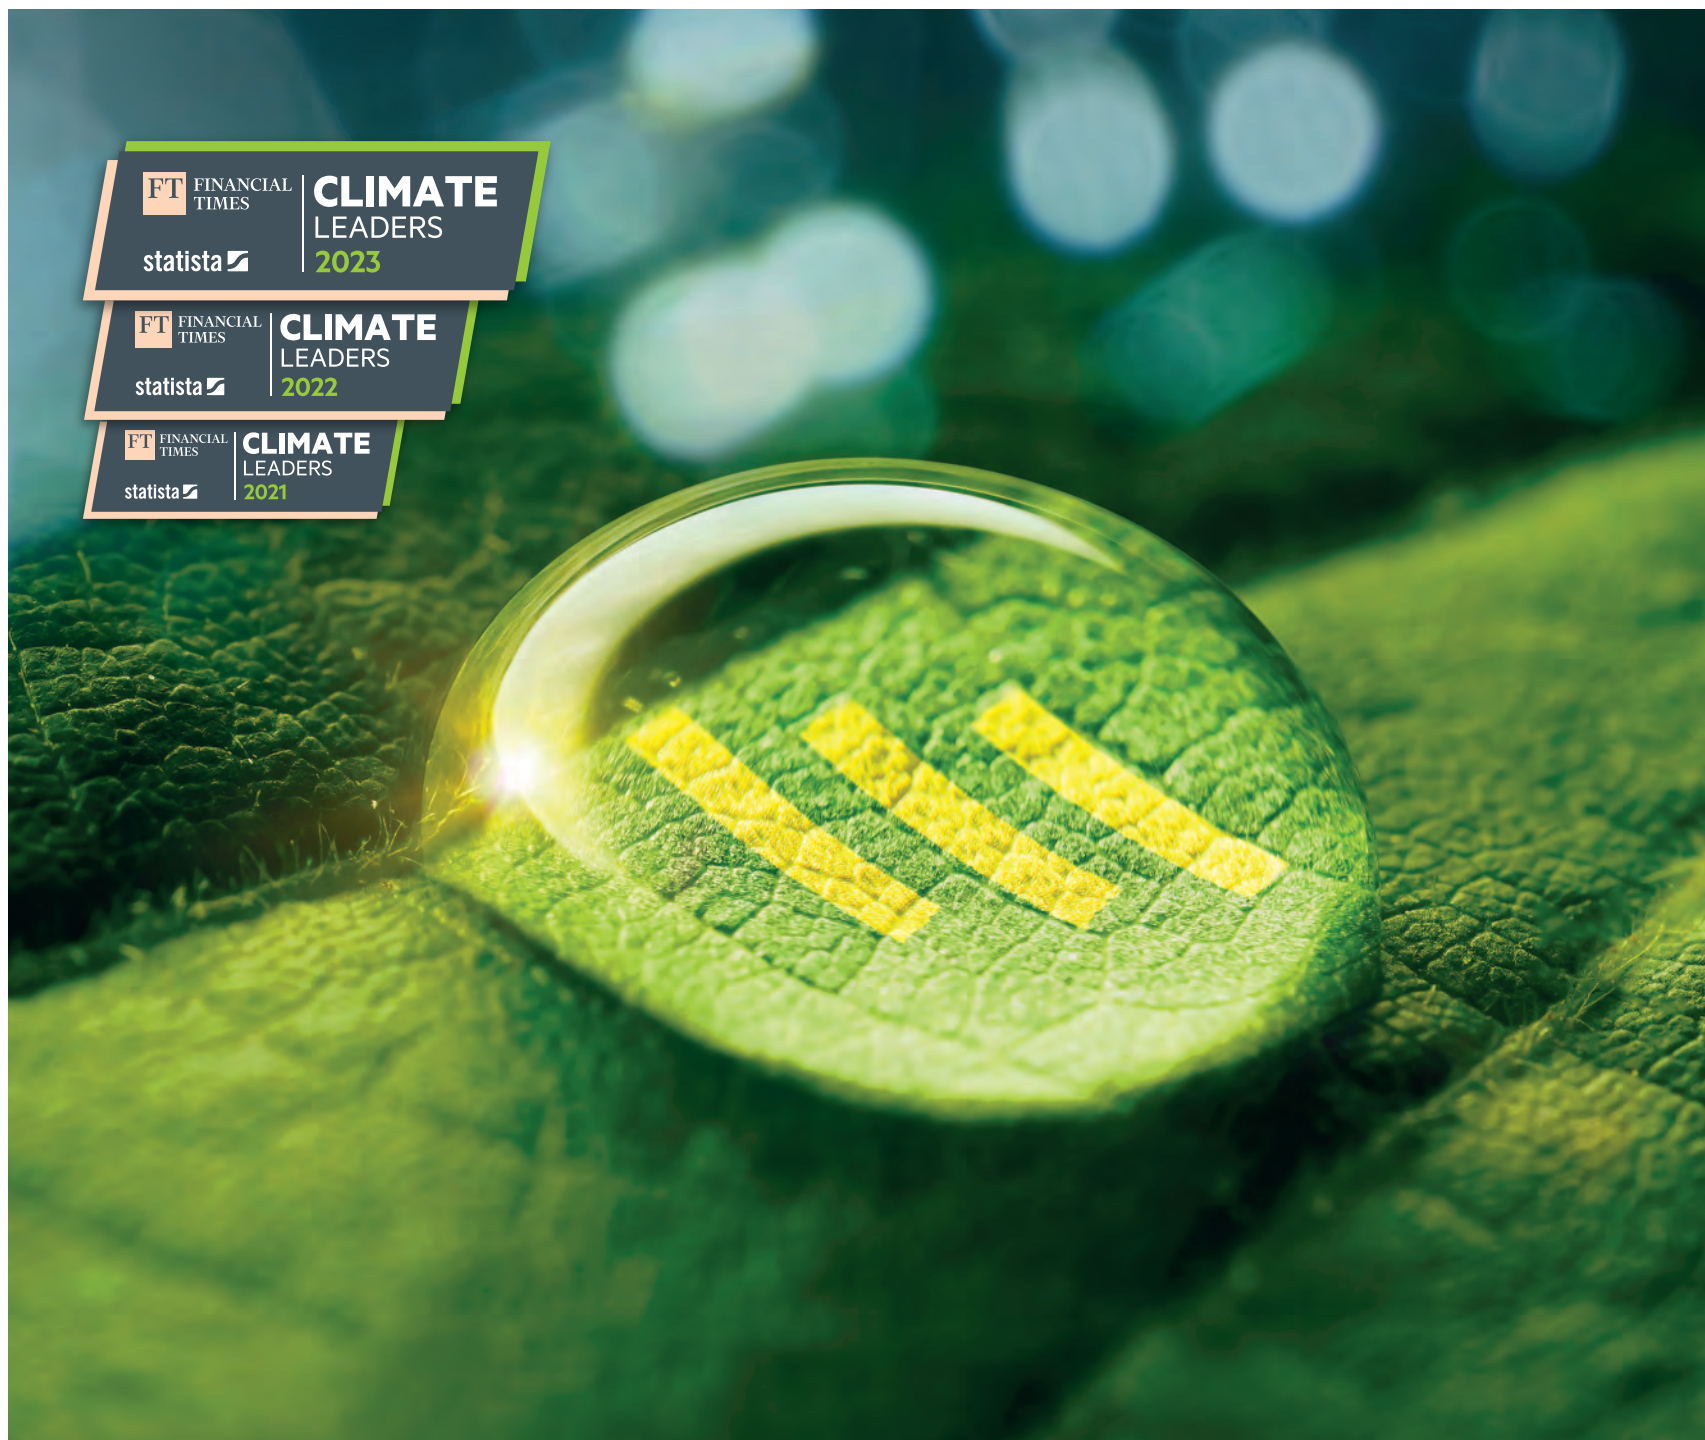 FT FINANCIAL TIMES
statista
CLIMATE
LEADERS
2023
FT FINANCIAL TIMES
statista
CLIMATE
LEADERS
2022
FT FINANCIAL TIMES
statista
CLIMATE
LEADERS
2021